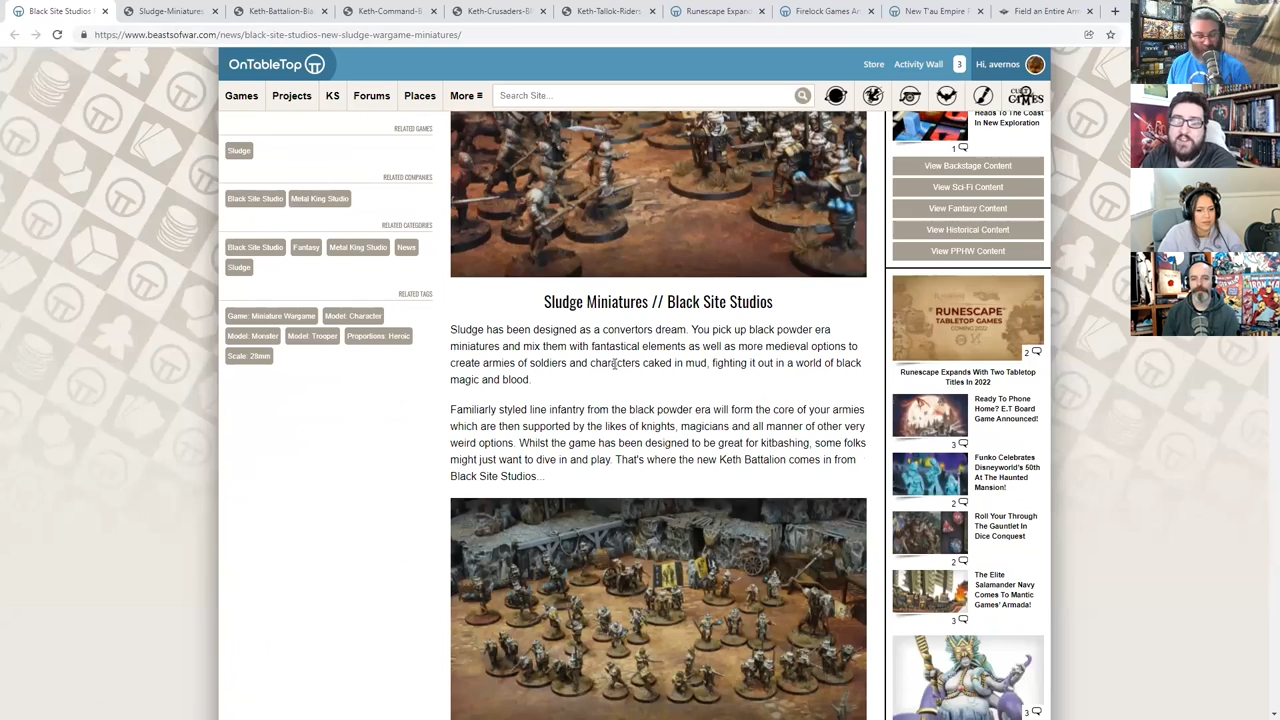 Black Site Studios
Sludge-Miniatures-
Keth-Battalion-Bla
Keth-Command-B
Keth-Crusaders-Bl
Keth-Tallok-Riders
Runescape Expan
Firelock Games An
New T'au Empire
Field an Entire Arm
https://www.beastsofwar.com/news/black-site-studios-new-sludge-wargame-miniatures/
OnTableTop
Store
Activity Wall
3
Hi, avernos
Games
Projects
KS
Forums
Places
More
Search Site...
RELATED GAMES
Sludge
RELATED COMPANIES
Black Site Studio
Metal King Studio
RELATED CATEGORIES
Black Site Studio
Fantasy
Metal King Studio
News
Sludge
RELATED TAGS
Game: Miniature Wargame
Model: Character
Model: Monster
Model: Trooper
Proportions: Heroic
Scale: 28mm
Sludge Miniatures // Black Site Studios
Sludge has been designed as a convertors dream. You pick up black powder era
miniatures and mix them with fantastical elements as well as more medieval options to
create armies of soldiers and characters caked in mud, fighting it out in a world of black
magic and blood.
Familiarly styled line infantry from the black powder era will form the core of your armies
which are then supported by the likes of knights, magicians and all manner of other very
weird options. Whilst the game has been designed to be great for kitbashing, some folks
might just want to dive in and play. That's where the new Keth Battalion comes in from
Black Site Studios...
Heads To The Coast
In New Exploration
1
View Backstage Content
View Sci-Fi Content
View Fantasy Content
View Historical Content
View PPHW Content
RUNESCAPE
TABLETOP GAMES
COMING 2022
2
Runescape Expands With Two Tabletop
Titles In 2022
Ready To Phone
Home? E.T Board
Game Announced!
3
Funko Celebrates
Disneyworld's 50th
At The Haunted
Mansion!
2
Roll Your Through
The Gauntlet In
Dice Conquest
2
The Elite
Salamander Navy
Comes To Mantic
Games' Armada!
3
3